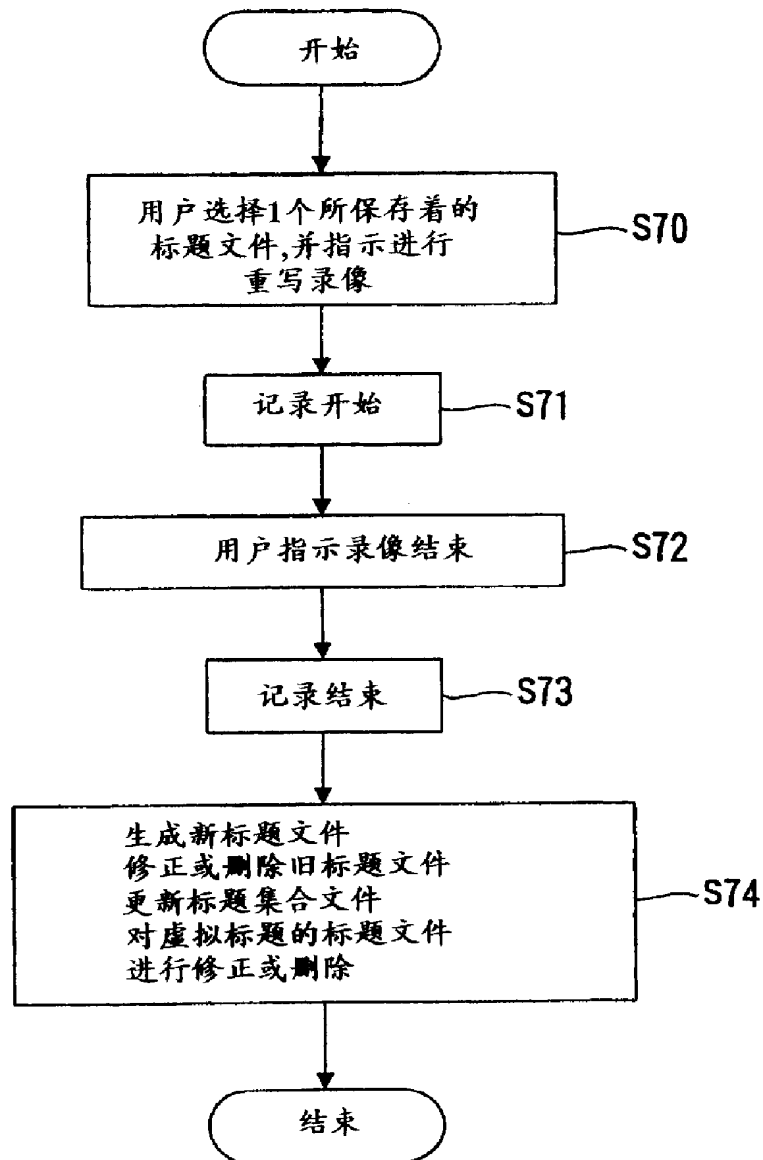 开始
用户选择1个所保存着的
标题文件,并指示进行
重写录像
S70
记录开始
S71
用户指示录像结束
S72
记录结束
S73
生成新标题文件
修正或删除旧标题文件
更新标题集合文件
对虚拟标题的标题文件
进行修正或删除
S74
结束